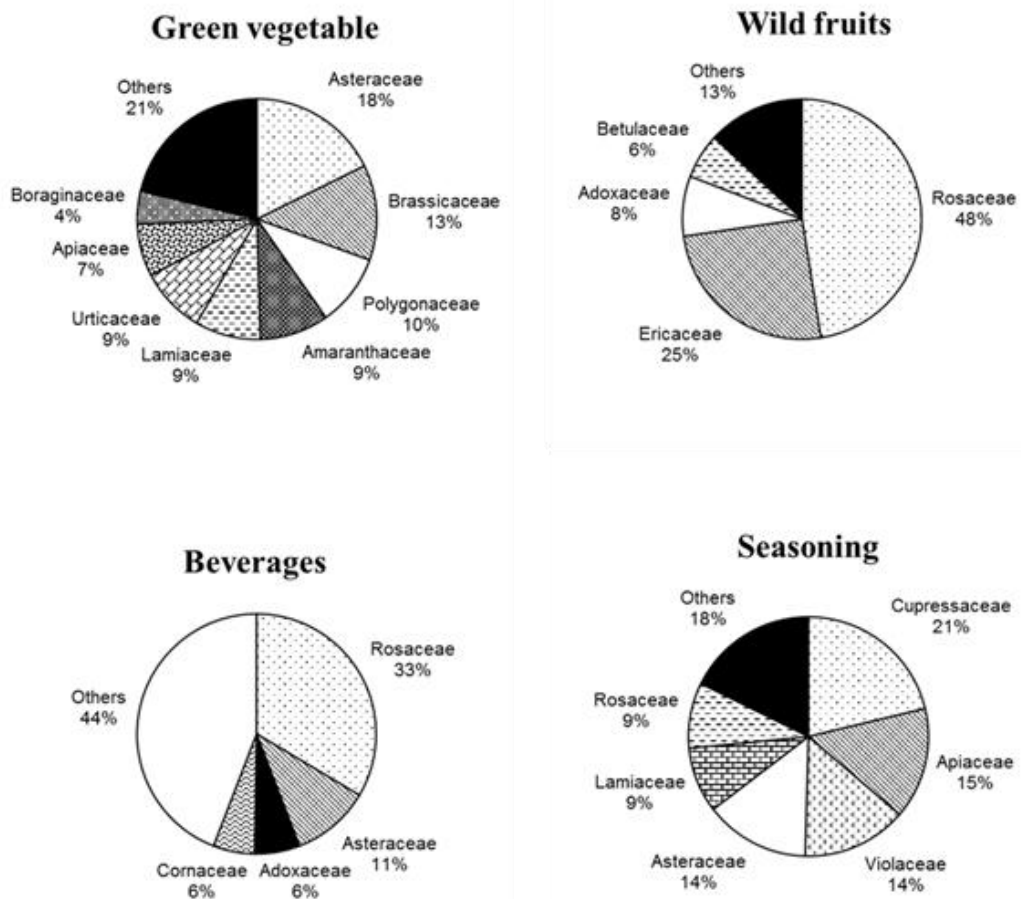 Green vegetable
Others
21%
Asteraceae
18%
Boraginaceae
4%
Brassicaceae
13%
Apiaceae
7%
Polygonaceae
10%
Urticaceae
9%
Lamiaceae
9%
Amaranthaceae
9%
Wild fruits
Others
13%
Betulaceae
6%
Adoxaceae
8%
Rosaceae
48%
Ericaceae
25%
Beverages
Rosaceae
33%
Others
44%
Asteraceae
11%
Cornaceae
6%
Adoxaceae
6%
Seasoning
Others
18%
Cupressaceae
21%
Rosaceae
9%
Apiaceae
15%
Lamiaceae
9%
Asteraceae
14%
Violaceae
14%